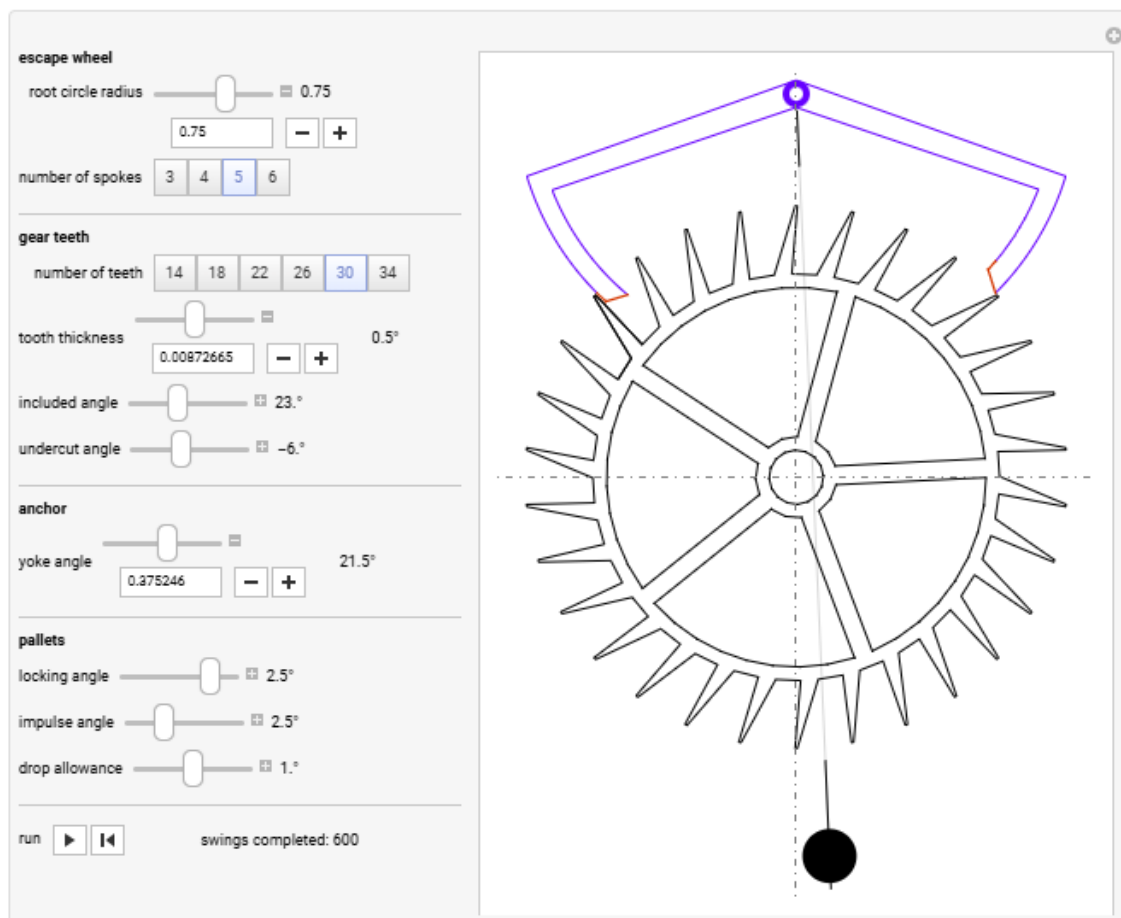 escape wheel
root circle radius 0.75
0.75
number of spokes 3 4 5 6
gear teeth
number of teeth 14 18 22 26 30 34
tooth thickness 0.5°
0.00872665
included angle 23.°
undercut angle −6.°
anchor
yoke angle 21.5°
0.375246
pallets
locking angle 2.5°
impulse angle 2.5°
drop allowance 1.°
run swings completed: 600